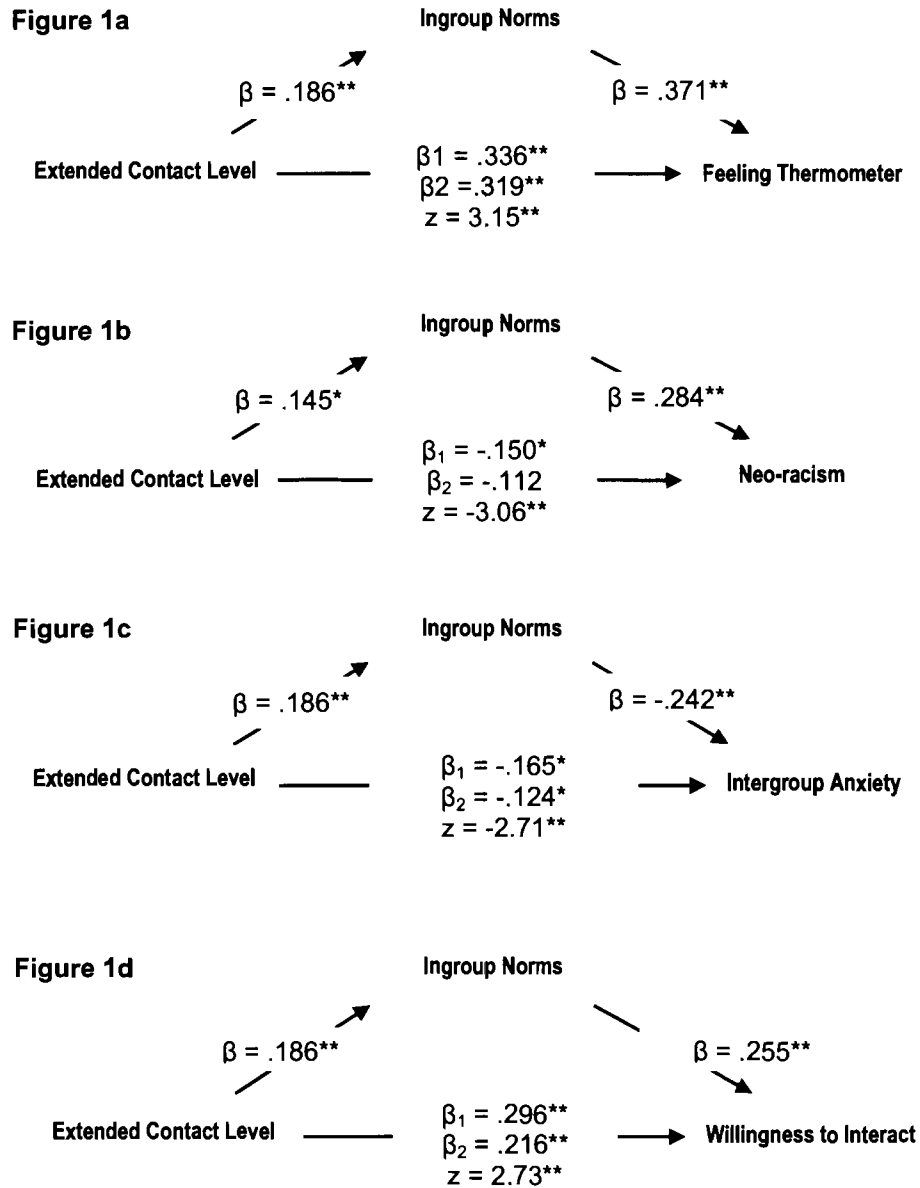 Figure 1a
Ingroup Norms
β = .186**
β = .371**
Extended Contact Level
β1 = .336**
β2 =.319**
z = 3.15**
Feeling Thermometer
Figure 1b
Ingroup Norms
β = .145*
β = .284**
Extended Contact Level
β₁ = -.150*
β₂ = -.112
z = -3.06**
Neo-racism
Figure 1c
Ingroup Norms
β = .186**
β = -.242**
Extended Contact Level
β₁ = -.165*
β₂ = -.124*
z = -2.71**
Intergroup Anxiety
Figure 1d
Ingroup Norms
β = .186**
β = .255**
Extended Contact Level
β₁ = .296**
β₂ = .216**
z = 2.73**
Willingness to Interact